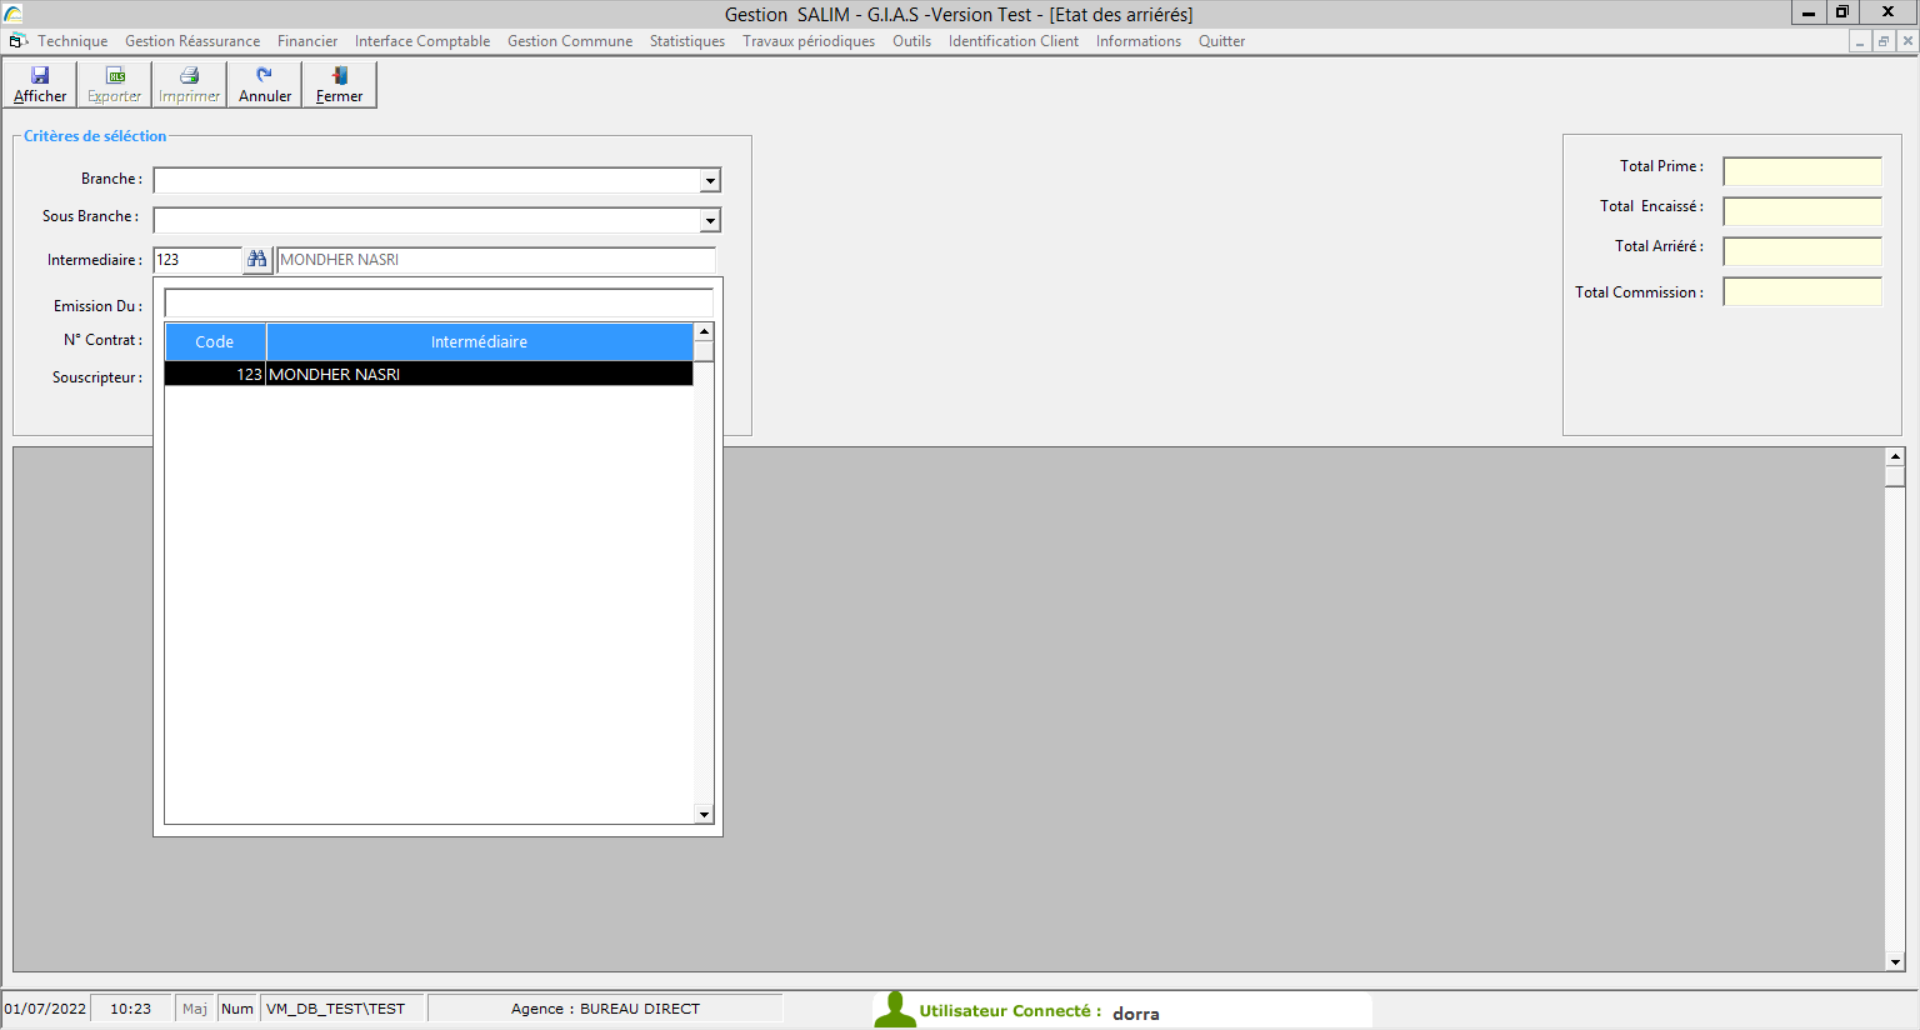 Gestion  SALIM - G.I.A.S -Version Test - [Etat des arriérés]
Technique Gestion Réassurance Financier Interface Comptable Gestion Commune Statistiques Travaux périodiques Outils Identification Client Informations Quitter
XLS
Afficher Exporter Imprimer Annuler Fermer
Critères de séléction
Branche :
Sous Branche :
Intermediaire : 123 MONDHER NASRI
Emission Du :
N° Contrat :
Souscripteur :
Code Intermédiaire
123 MONDHER NASRI
Total Prime :
Total Encaissé :
Total Arriéré :
Total Commission :
01/07/2022 10:23 Maj Num VM_DB_TEST\TEST Agence : BUREAU DIRECT Utilisateur Connecté : dorra